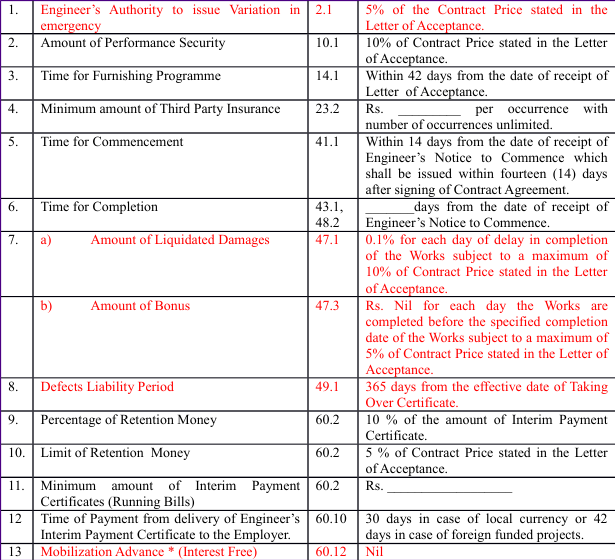 1. Engineer's Authority to issue Variation in 2.1 5% of the Contract Price stated in the
emergency Letter of Acceptance.
2. Amount of Performance Security 10.1 10% of Contract Price stated in the Letter
of Acceptance.
3. Time for Furnishing Programme 14.1 Within 42 days from the date of receipt of
Letter of Acceptance.
4. Minimum amount of Third Party Insurance 23.2 Rs. _________ per occurrence with
number of occurrences unlimited.
5. Time for Commencement 41.1 Within 14 days from the date of receipt of
Engineer's Notice to Commence which
shall be issued within fourteen (14) days
after signing of Contract Agreement.
6. Time for Completion 43.1, _______days from the date of receipt of
48.2 Engineer's Notice to Commence.
7. a) Amount of Liquidated Damages 47.1 0.1% for each day of delay in completion
of the Works subject to a maximum of
10% of Contract Price stated in the Letter
of Acceptance.
b) Amount of Bonus 47.3 Rs. Nil for each day the Works are
completed before the specified completion
date of the Works subject to a maximum of
5% of Contract Price stated in the Letter of
Acceptance.
8. Defects Liability Period 49.1 365 days from the effective date of Taking
Over Certificate.
9. Percentage of Retention Money 60.2 10 % of the amount of Interim Payment
Certificate.
10. Limit of Retention Money 60.2 5 % of Contract Price stated in the Letter
of Acceptance.
11. Minimum amount of Interim Payment 60.2 Rs. __________________
Certificates (Running Bills)
12 Time of Payment from delivery of Engineer's 60.10 30 days in case of local currency or 42
Interim Payment Certificate to the Employer. days in case of foreign funded projects.
13 Mobilization Advance * (Interest Free) 60.12 Nil